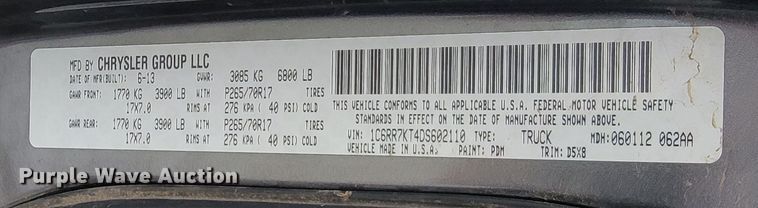 MFD BY CHRYSLER GROUP LLC
DATE OF MFR(BUILT): 6-13 GVWR: 3085 KG 6800 LB
GAWR FRONT: 1770 KG 3900 LB WITH P265/70R17
17X7.0 RIMS AT 276 KPA ( 40 PSI) COLD
GAWR REAR: 1770 KG 3900 LB WITH P265/70R17
17X7.0 RIMS AT 276 KPA ( 40 PSI) COLD
THIS VEHICLE CONFORMS TO ALL APPLICABLE U.S.A. FEDERAL MOTOR VEHICLE SAFETY
STANDARDS IN EFFECT ON THE DATE OF MANUFACTURE SHOWN ABOVE.
VIN: 1C6RR7KT4DS602110 TYPE: TRUCK MDH: 060112 062AA
VEHICLE MADE IN U.S.A. PAINT: PDM TRIM: D5X8
Purple Wave Auction